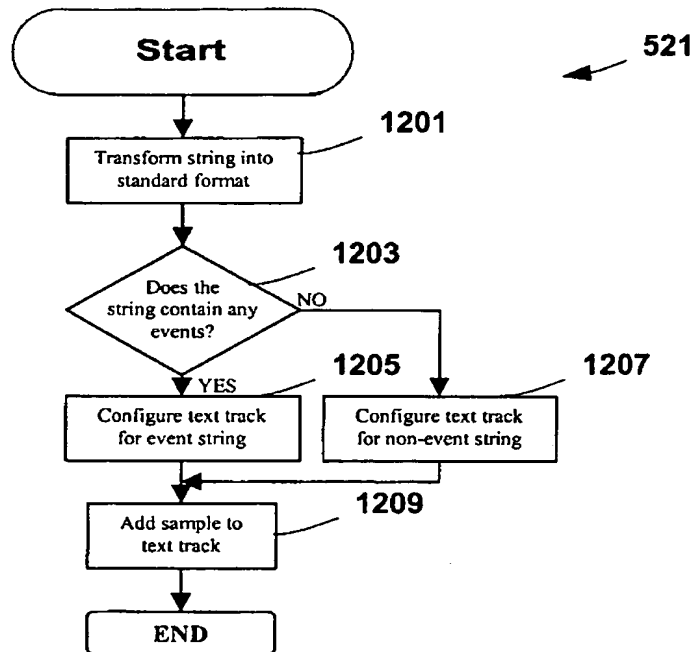 Start
521
1201
Transform string into
standard format
1203
Does the
string contain any
events?
NO
YES
1205
1207
Configure text track
for event string
Configure text track
for non-event string
1209
Add sample to
text track
END